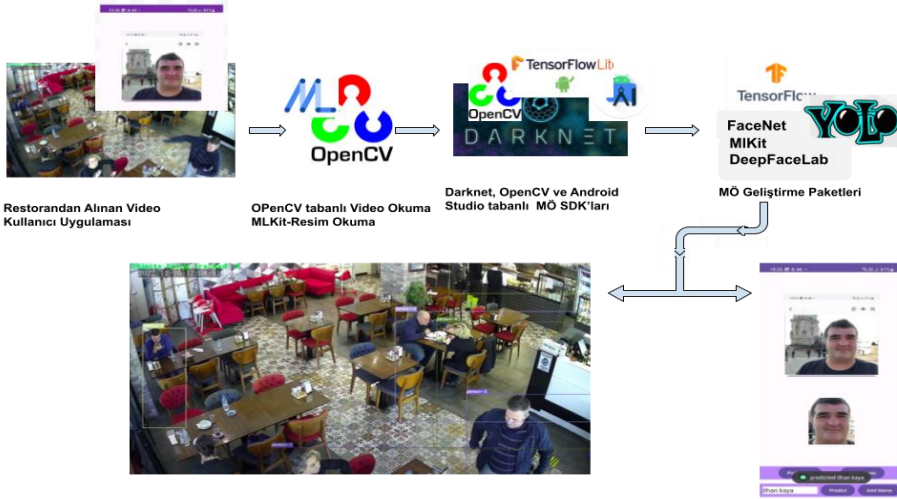 OpenCV
TensorFlow Lite
OpenCV
DARKNET
TensorFlow
YOLO
FaceNet
MlKit
DeepFaceLab
Restorandan Alınan Video
Kullanıcı Uygulaması
OPenCV tabanlı Video Okuma
MLKit-Resim Okuma
Darknet, OpenCV ve Android
Studio tabanlı MÖ SDK'ları
MÖ Geliştirme Paketleri
predicted ilhan kaya
ilhan kaya
Predict
Add Name